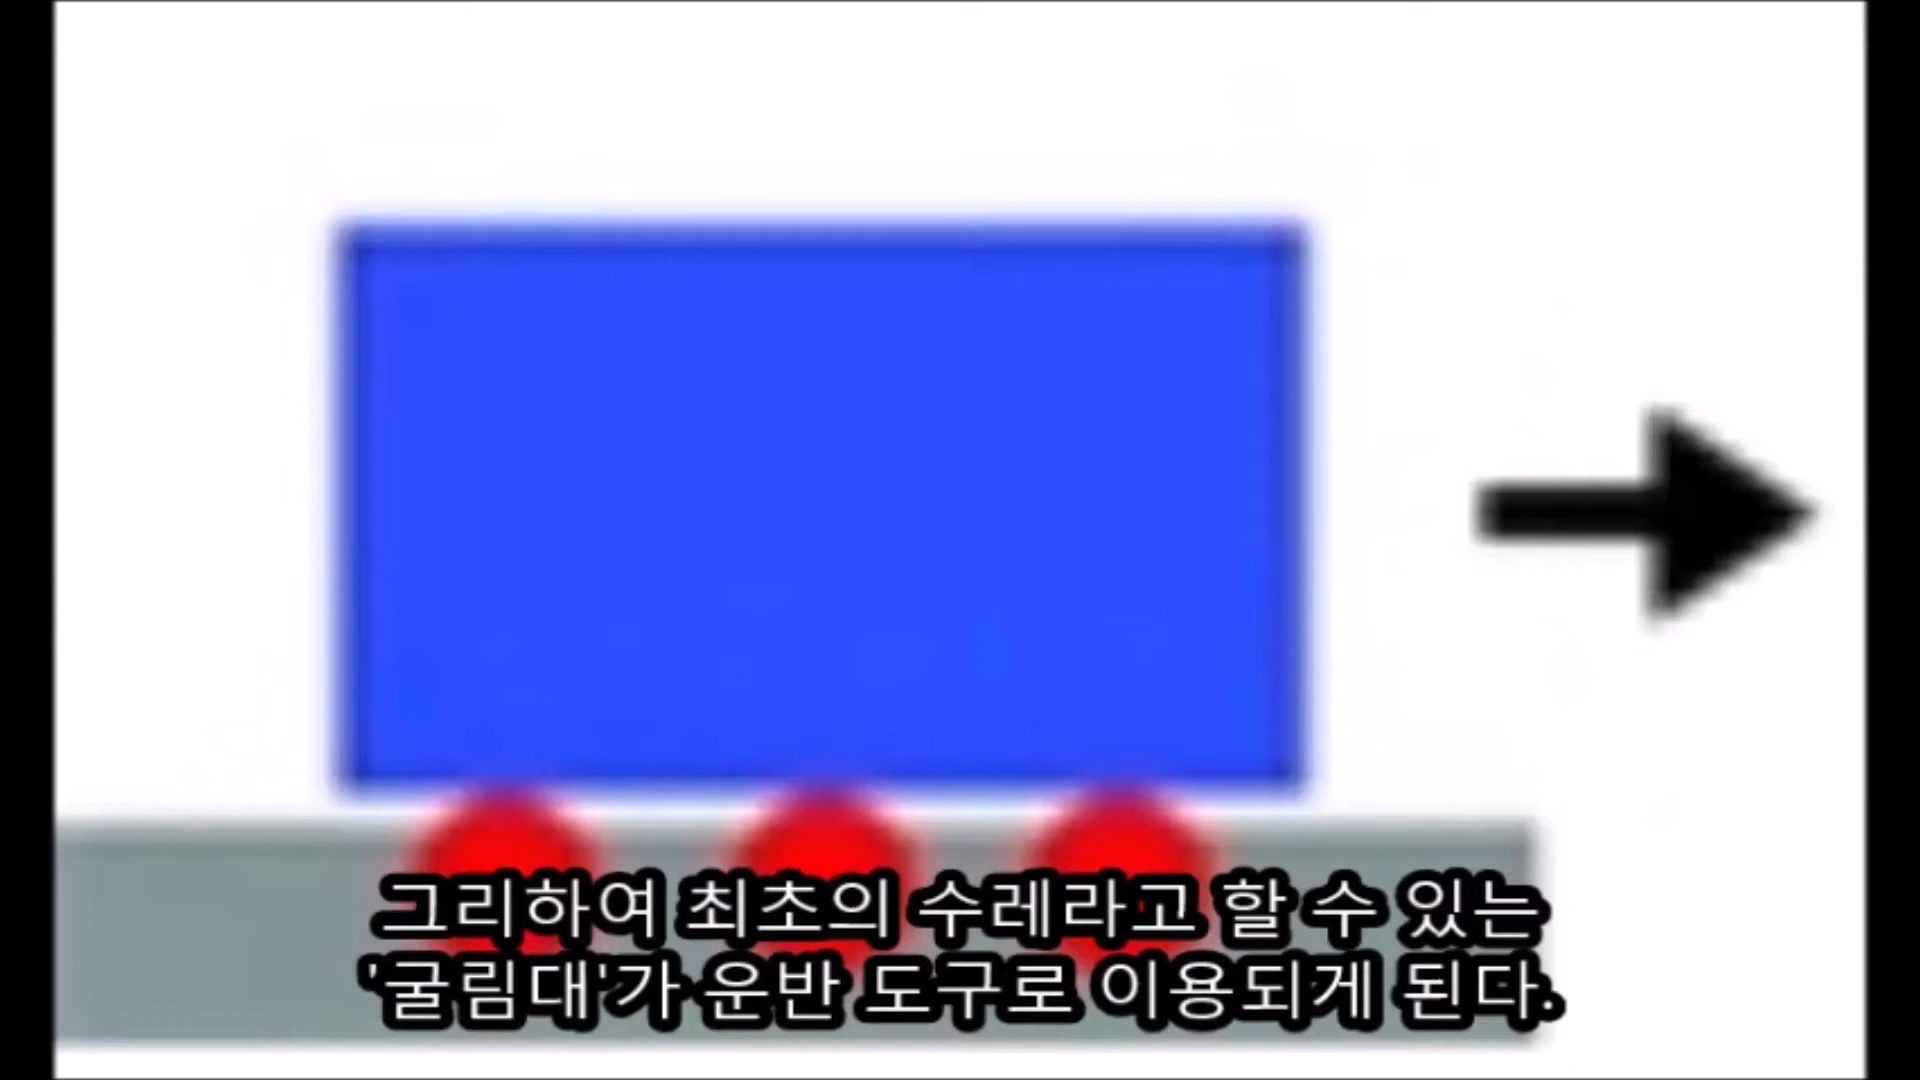 그리하여 최초의 수레라고 할 수 있는
'굴림대'가 운반 도구로 이용되게 된다.